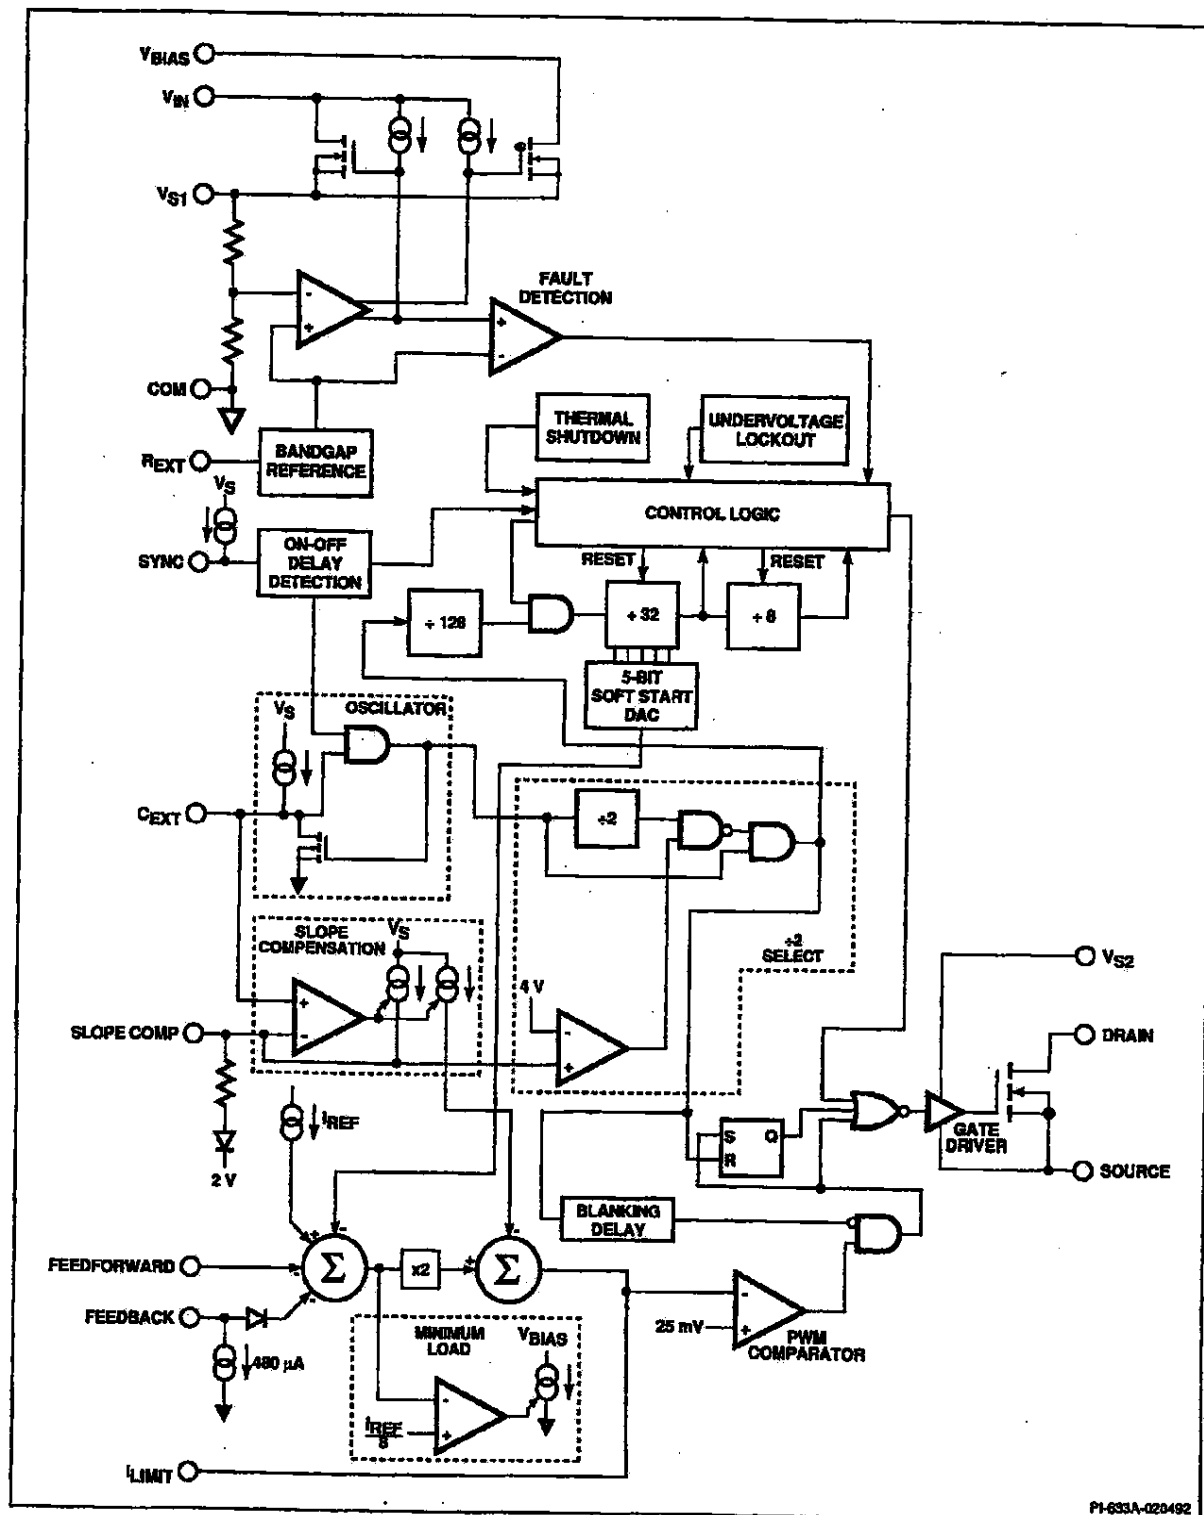 VBIAS
VIN
VS1
FAULT
DETECTION
COM
THERMAL
SHUTDOWN
UNDERVOLTAGE
LOCKOUT
REXT
BANDGAP
REFERENCE
VS
CONTROL LOGIC
SYNC
ON-OFF
DELAY
DETECTION
RESET
RESET
÷ 128
÷ 32
÷ 8
5-BIT
SOFT START
DAC
OSCILLATOR
VS
CEXT
÷2
SLOPE
COMPENSATION
VS
÷2
SELECT
VS2
4 V
+
-
-
+
SLOPE COMP
DRAIN
IREF
GATE
DRIVER
S Q
R
SOURCE
2 V
BLANKING
DELAY
FEEDFORWARD
Σ
x2
Σ
FEEDBACK
25 mV
PWM
COMPARATOR
480 µA
MINIMUM
LOAD
VBIAS
IREF
8
ILIMIT
PI-693A-020492